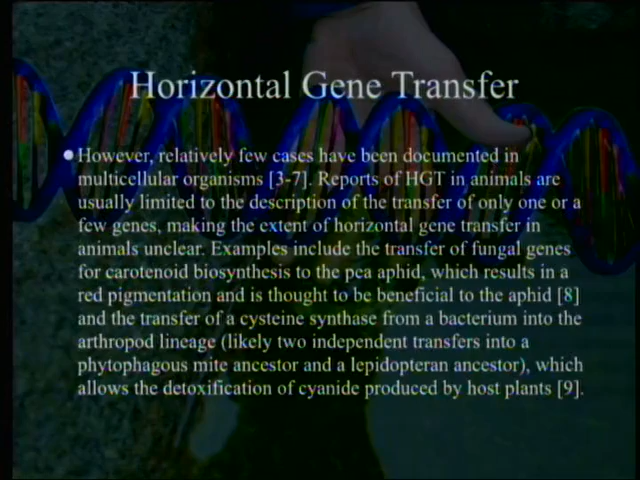 Horizontal Gene Transfer
However, relatively few cases have been documented in
multicellular organisms [3-7]. Reports of HGT in animals are
usually limited to the description of the transfer of only one or a
few genes, making the extent of horizontal gene transfer in
animals unclear. Examples include the transfer of fungal genes
for carotenoid biosynthesis to the pea aphid, which results in a
red pigmentation and is thought to be beneficial to the aphid [8]
and the transfer of a cysteine synthase from a bacterium into the
arthropod lineage (likely two independent transfers into a
phytophagous mite ancestor and a lepidopteran ancestor), which
allows the detoxification of cyanide produced by host plants [9].